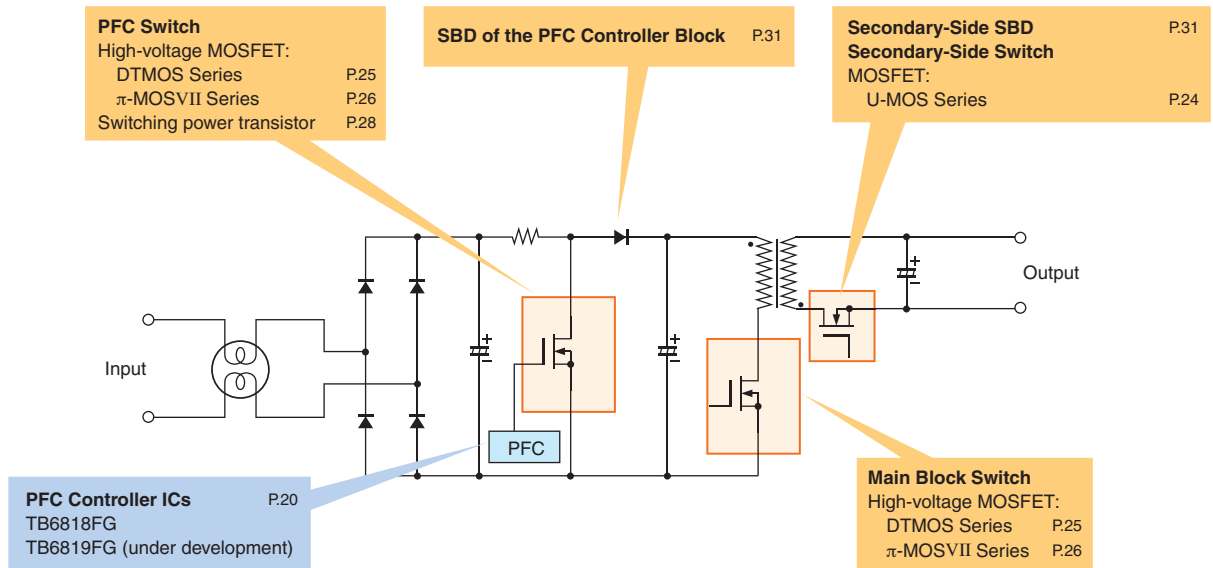 PFC Switch
High-voltage MOSFET:
DTMOS Series P.25
π-MOSVII Series P.26
Switching power transistor P.28
SBD of the PFC Controller Block P.31
Secondary-Side SBD P.31
Secondary-Side Switch
MOSFET:
U-MOS Series P.24
Input
+
−
PFC
+
−
+
−
Output
PFC Controller ICs P.20
TB6818FG
TB6819FG (under development)
Main Block Switch
High-voltage MOSFET:
DTMOS Series P.25
π-MOSVII Series P.26